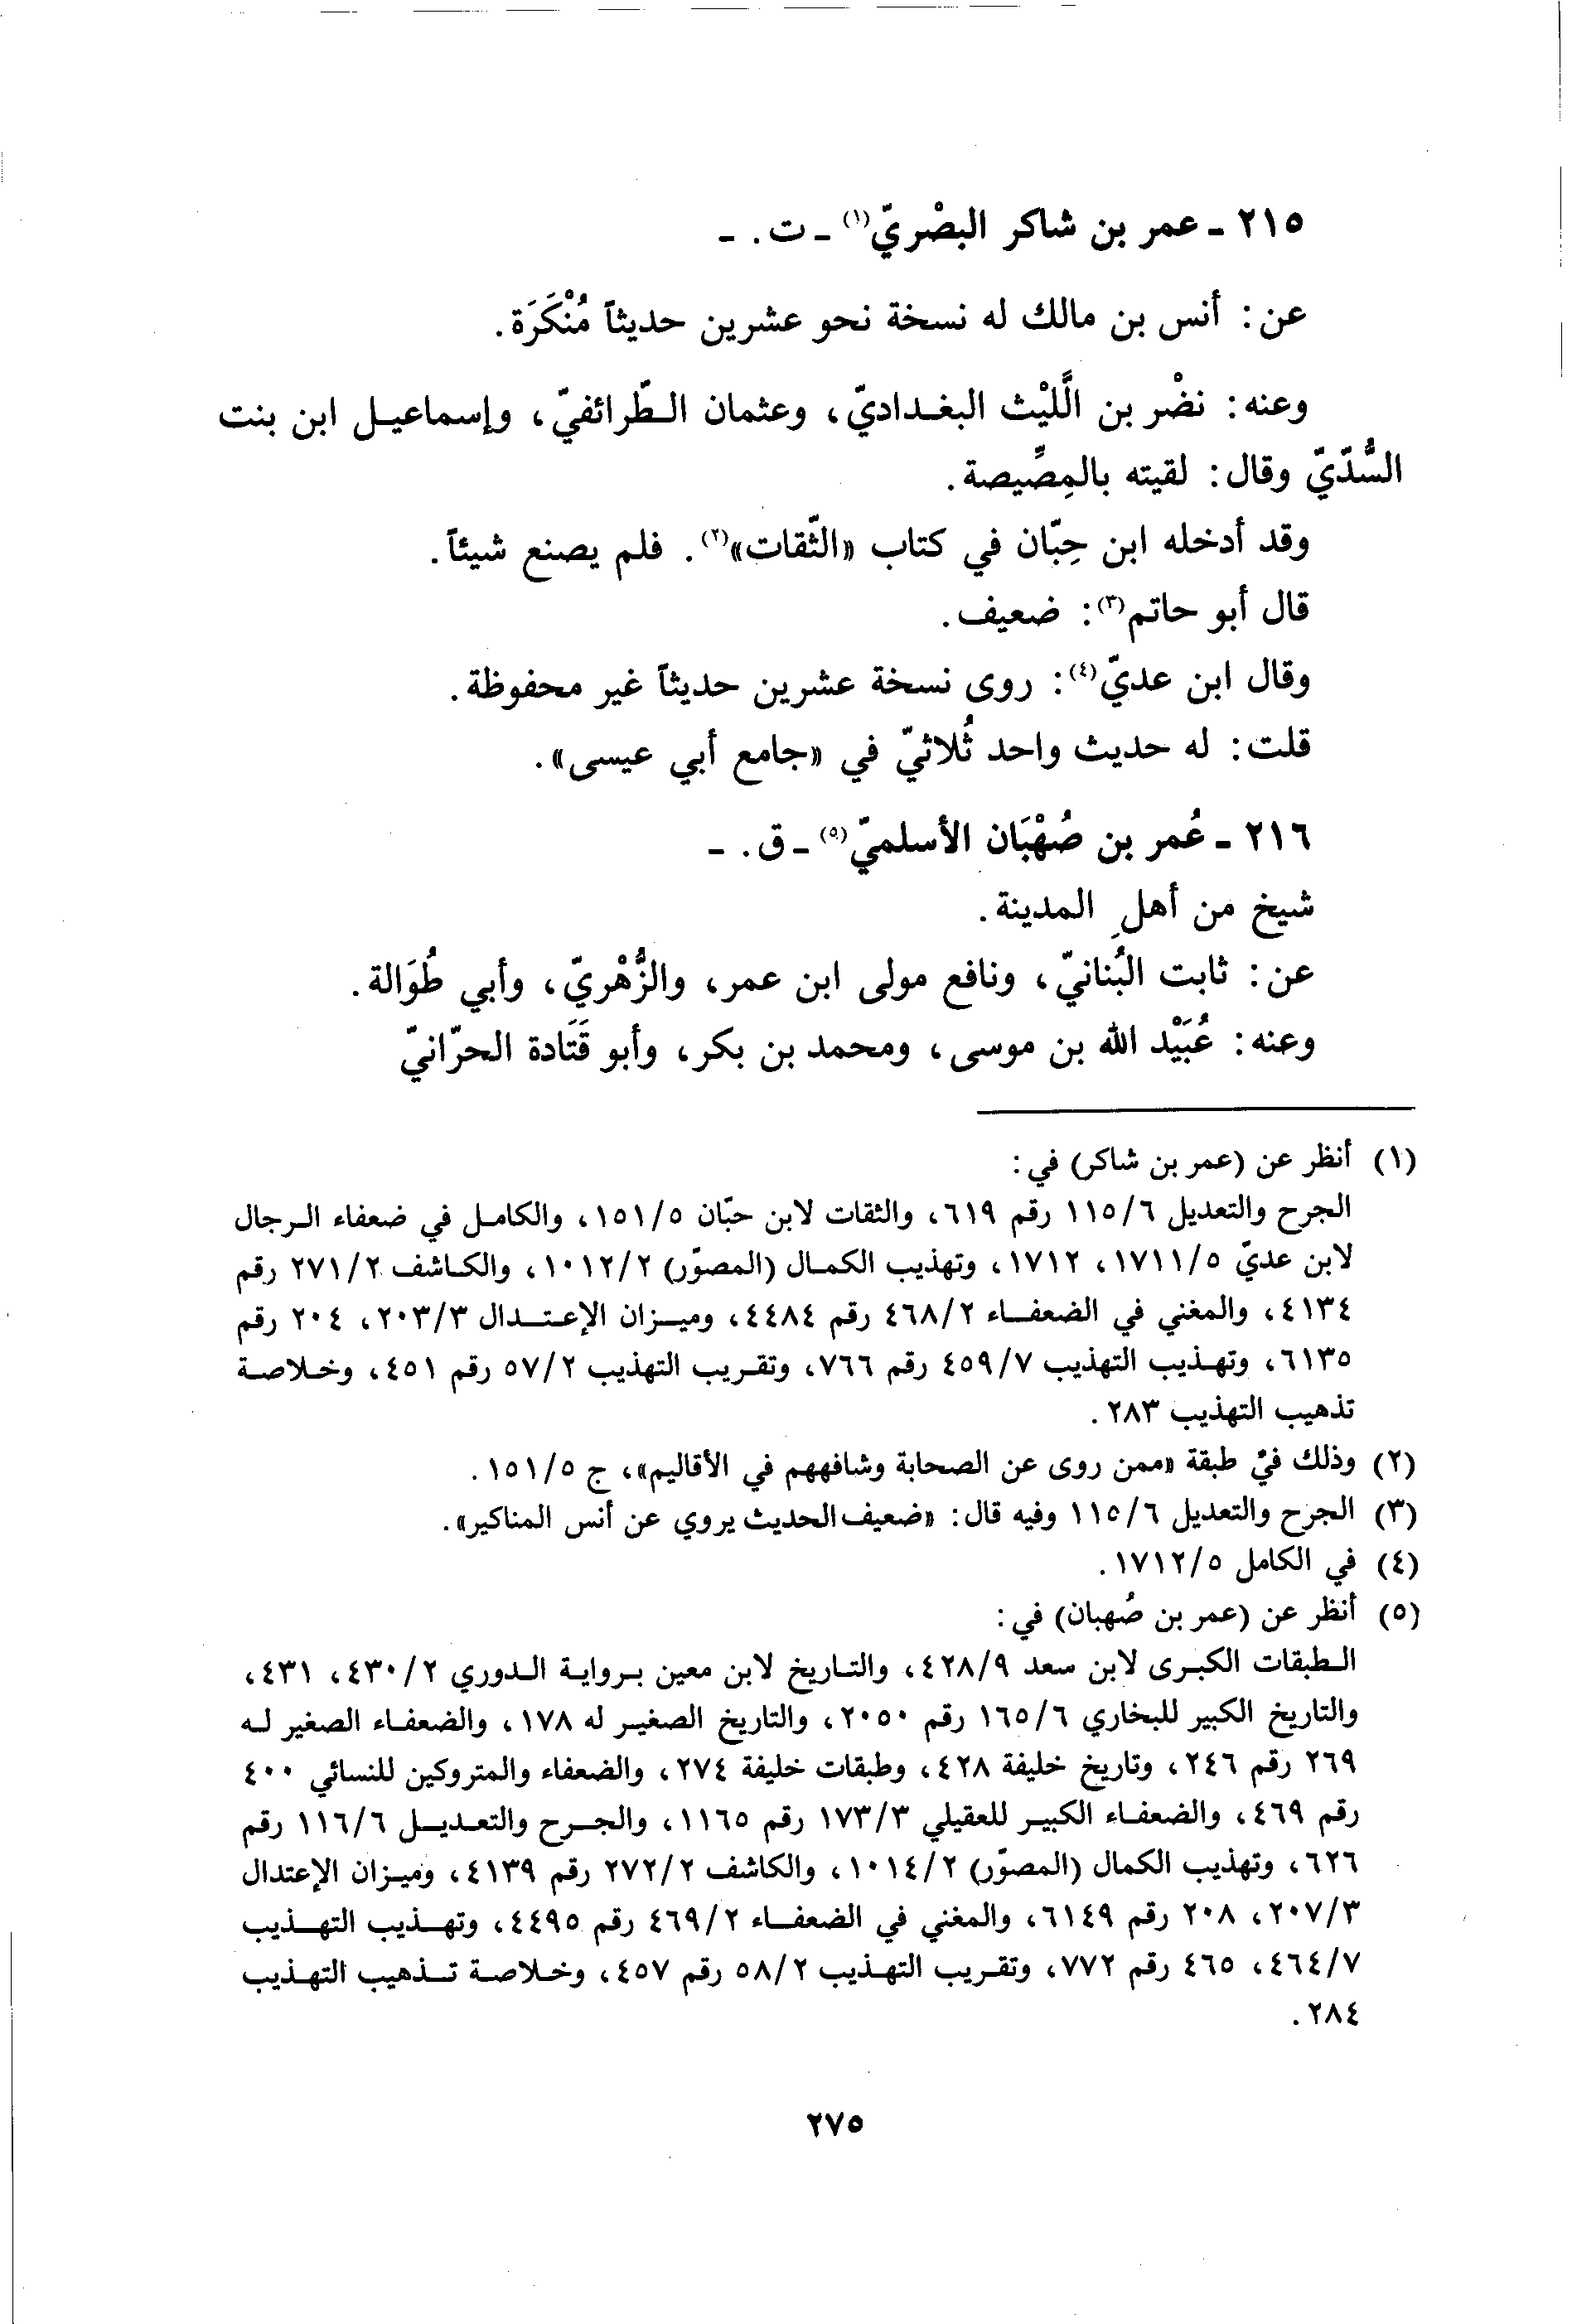 ٢١٥ - عمر بن شاكر البصْريّ(١) - ت. -
عن: أنس بن مالك له نسخة نحو عشرين حديثاً مُنْكَرَة.
وعنه: نضْر بن الَّليْث البغدادي، وعثمان الطّرائفيّ، وإسماعيل ابن بنت
السُّدّيّ وقال: لقيته بالمِصِّيصة.
وقد أدخله ابن حِبّان في كتاب «الثّقات»(٢). فلم يصنع شيئاً.
قال أبو حاتم(٣): ضعيف.
وقال ابن عديّ(٤): روى نسخة عشرين حديثاً غير محفوظة.
قلت: له حديث واحد ثُلاثيّ في «جامع أبي عيسى».
٢١٦ - عُمر بن صُهْبَان الأسلميّ(٥) - ق. -
شيخ من أهلِ المدينة.
عن: ثابت البُنانيّ، ونافع مولى ابن عمر، والزُّهْريّ، وأبي طُوَالة.
وعنه: عُبَيْد الله بن موسى، ومحمد بن بكر، وأبو قَتَادة الحرّانيّ
(١) أنظر عن (عمر بن شاكر) في:
الجرح والتعديل ٦/١١٥ رقم ٦١٩، والثقات لابن حبّان ٥/١٥١، والكامل في ضعفاء الرجال
لابن عديّ ٥/١٧١١، ١٧١٢، وتهذيب الكمال (المصوّر) ٢/١٠١٢، والكاشف ٢/٢٧١ رقم
٤١٣٤، والمغني في الضعفاء ٢/٤٦٨ رقم ٤٤٨٤، وميزان الإعتدال ٣/٢٠٣، ٢٠٤ رقم
٦١٣٥، وتهذيب التهذيب ٧/٤٥٩ رقم ٧٦٦، وتقريب التهذيب ٢/٥٧ رقم ٤٥١، وخلاصة
تذهيب التهذيب ٢٨٣.
(٢) وذلك في طبقة «ممن روى عن الصحابة وشافههم في الأقاليم»، ج ٥/١٥١.
(٣) الجرح والتعديل ٦/١١٥ وفيه قال: «ضعيف الحديث يروي عن أنس المناكير».
(٤) في الكامل ٥/١٧١٢.
(٥) أنظر عن (عمر بن صُهبان) في:
الطبقات الكبرى لابن سعد ٩/٤٢٨، والتاريخ لابن معين برواية الدوري ٢/٤٣٠، ٤٣١،
والتاريخ الكبير للبخاري ٦/١٦٥ رقم ٢٠٥٠، والتاريخ الصغير له ١٧٨، والضعفاء الصغير له
٢٦٩ رقم ٢٤٦، وتاريخ خليفة ٤٢٨، وطبقات خليفة ٢٧٤، والضعفاء والمتروكين للنسائي ٤٠٠
رقم ٤٦٩، والضعفاء الكبير للعقيلي ٣/١٧٣ رقم ١١٦٥، والجرح والتعديل ٦/١١٦ رقم
٦٢٦، وتهذيب الكمال (المصوّر) ٢/١٠١٤، والكاشف ٢/٢٧٢ رقم ٤١٣٩، وميزان الإعتدال
٣/٢٠٧، ٢٠٨ رقم ٦١٤٩، والمغني في الضعفاء ٢/٤٦٩ رقم ٤٤٩٥، وتهذيب التهذيب
٧/٤٦٤، ٤٦٥ رقم ٧٧٢، وتقريب التهذيب ٢/٥٨ رقم ٤٥٧، وخلاصة تذهيب التهذيب
٢٨٤.
٢٧٥